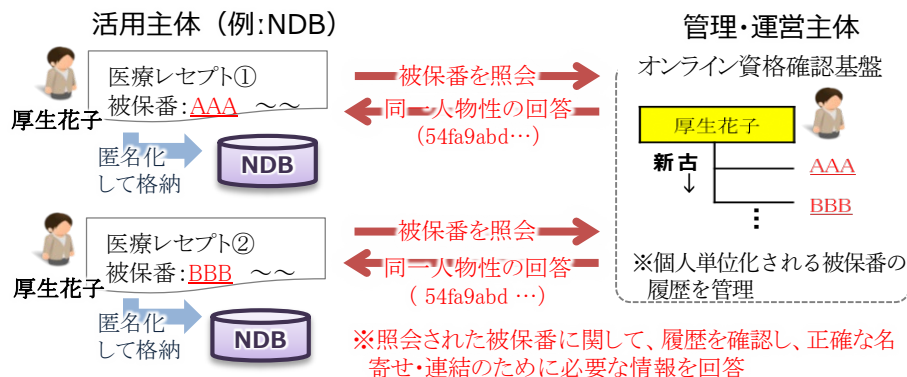 活用主体（例:NDB）
管理・運営主体
医療レセプト①
被保番:AAA ～～
厚生花子
匿名化
して格納
NDB
被保番を照会
同一人物性の回答
(54fa9abd…)
オンライン資格確認基盤
厚生花子
新古
↓
AAA
BBB
…
※個人単位化される被保番の
履歴を管理
医療レセプト②
被保番:BBB ～～
厚生花子
匿名化
して格納
NDB
被保番を照会
同一人物性の回答
( 54fa9abd …)
※照会された被保番に関して、履歴を確認し、正確な名
寄せ・連結のために必要な情報を回答